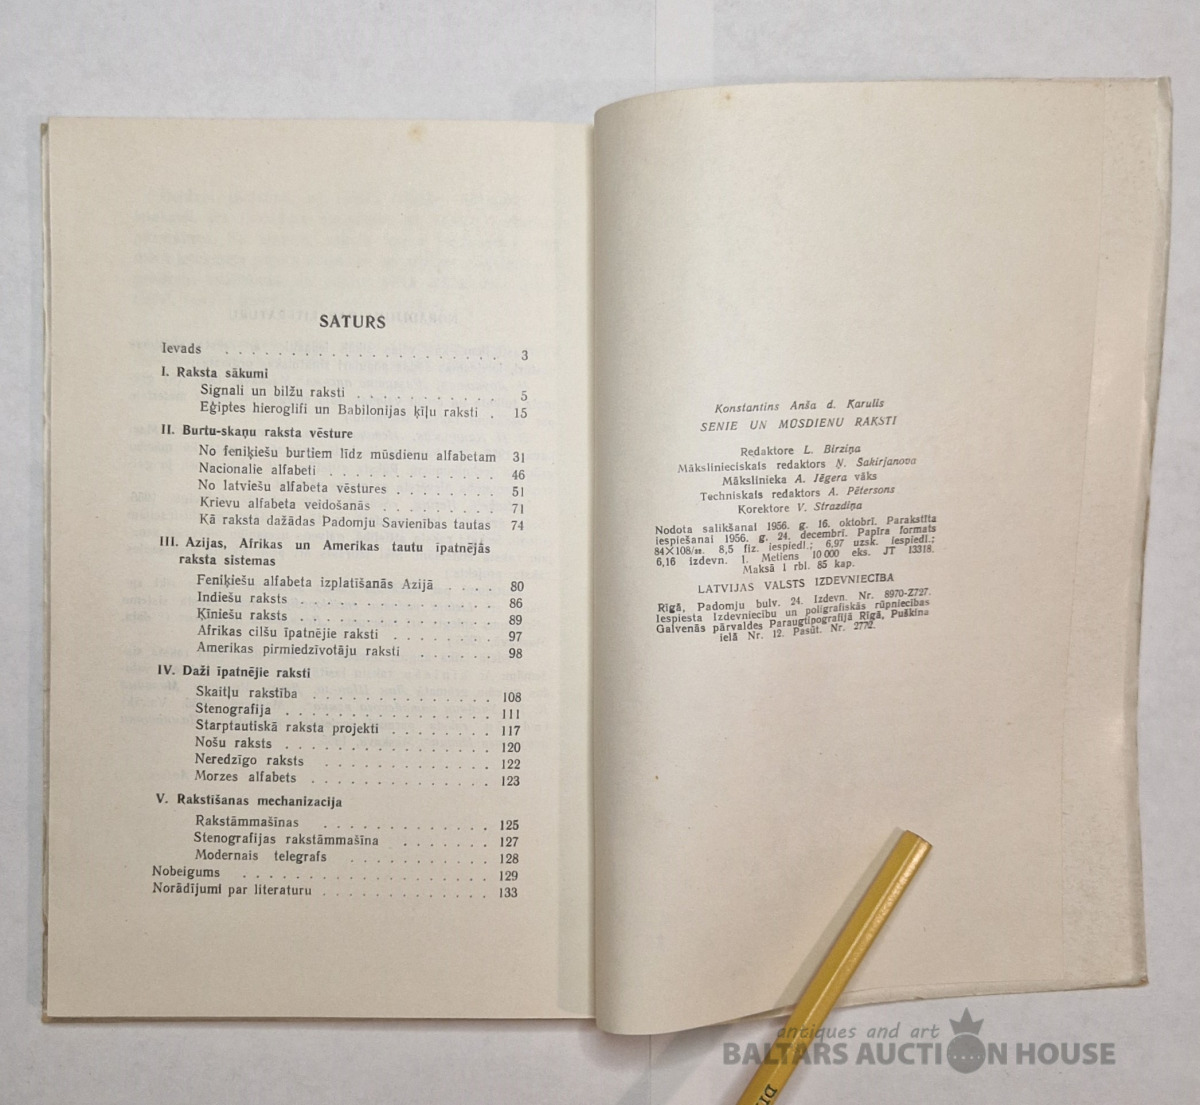 SATURS
Ievads . . . . . . . . . . . . . . . . . . . . . 3
I. Raksta sākumi
Signali un bilžu raksti . . . . . . . . . . . 5
Eģiptes hieroglifi un Babilonijas ķīļu raksti . 15
II. Burtu-skaņu raksta vēsture
No feniķiešu burtiem līdz mūsdienu alfabetam 31
Nacionalie alfabeti . . . . . . . . . . . . . 46
No latviešu alfabeta vēstures . . . . . . . . 51
Krievu alfabeta veidošanās . . . . . . . . . 71
Kā raksta dažādas Padomju Savienības tautas 74
III. Azijas, Afrikas un Amerikas tautu īpatnējās
raksta sistemas
Feniķiešu alfabeta izplatīšanās Azijā . . . . 80
Indiešu raksts . . . . . . . . . . . . . . . 86
Ķīniešu raksts . . . . . . . . . . . . . . . 89
Afrikas cilšu īpatnējie raksti . . . . . . . . 97
Amerikas pirmiedzīvotāju raksti . . . . . . 98
IV. Daži īpatnējie raksti
Skaitļu rakstība . . . . . . . . . . . . . . 108
Stenografija . . . . . . . . . . . . . . . . 111
Starptautiskā raksta projekti . . . . . . . . 117
Nošu raksts . . . . . . . . . . . . . . . . 120
Neredzīgo raksts . . . . . . . . . . . . . 122
Morzes alfabets . . . . . . . . . . . . . . 123
V. Rakstīšanas mechanizacija
Rakstāmmašīnas . . . . . . . . . . . . . 125
Stenografijas rakstāmmašīna . . . . . . . 127
Modernais telegrafs . . . . . . . . . . . 128
Nobeigums . . . . . . . . . . . . . . . . . . . 129
Norādījumi par literaturu . . . . . . . . . . . . . 133
Konstantins Anša d. Karulis
SENIE UN MŪSDIENU RAKSTI
Redaktore L. Birziņa
Mākslinieciskais redaktors Ņ. Šakirjanova
Mākslinieka A. Jēgera vāks
Techniskais redaktors A. Pētersons
Korektore V. Strazdiņa
Nodota salikšanai 1956. g. 16. oktobrī. Parakstīta
iespiešanai 1956. g. 24. decembrī. Papīra formats
84×108/32. 8,5 fiz. iespiedl.; 6,97 uzsk. iespiedl.;
6,16 izdevn. l. Metiens 10 000 eks. JT 13318.
Maksā 1 rbl. 85 kap.
LATVIJAS VALSTS IZDEVNIECĪBA
Rīgā, Padomju bulv. 24. Izdevn. Nr. 8970-Z727.
Iespiesta Izdevniecību un poligrafiskās rūpniecības
Galvenās pārvaldes Paraugtipografijā Rīgā, Puškina
ielā Nr. 12. Pasūt. Nr. 2772.
antiques and art
BALTARS AUCTION HOUSE